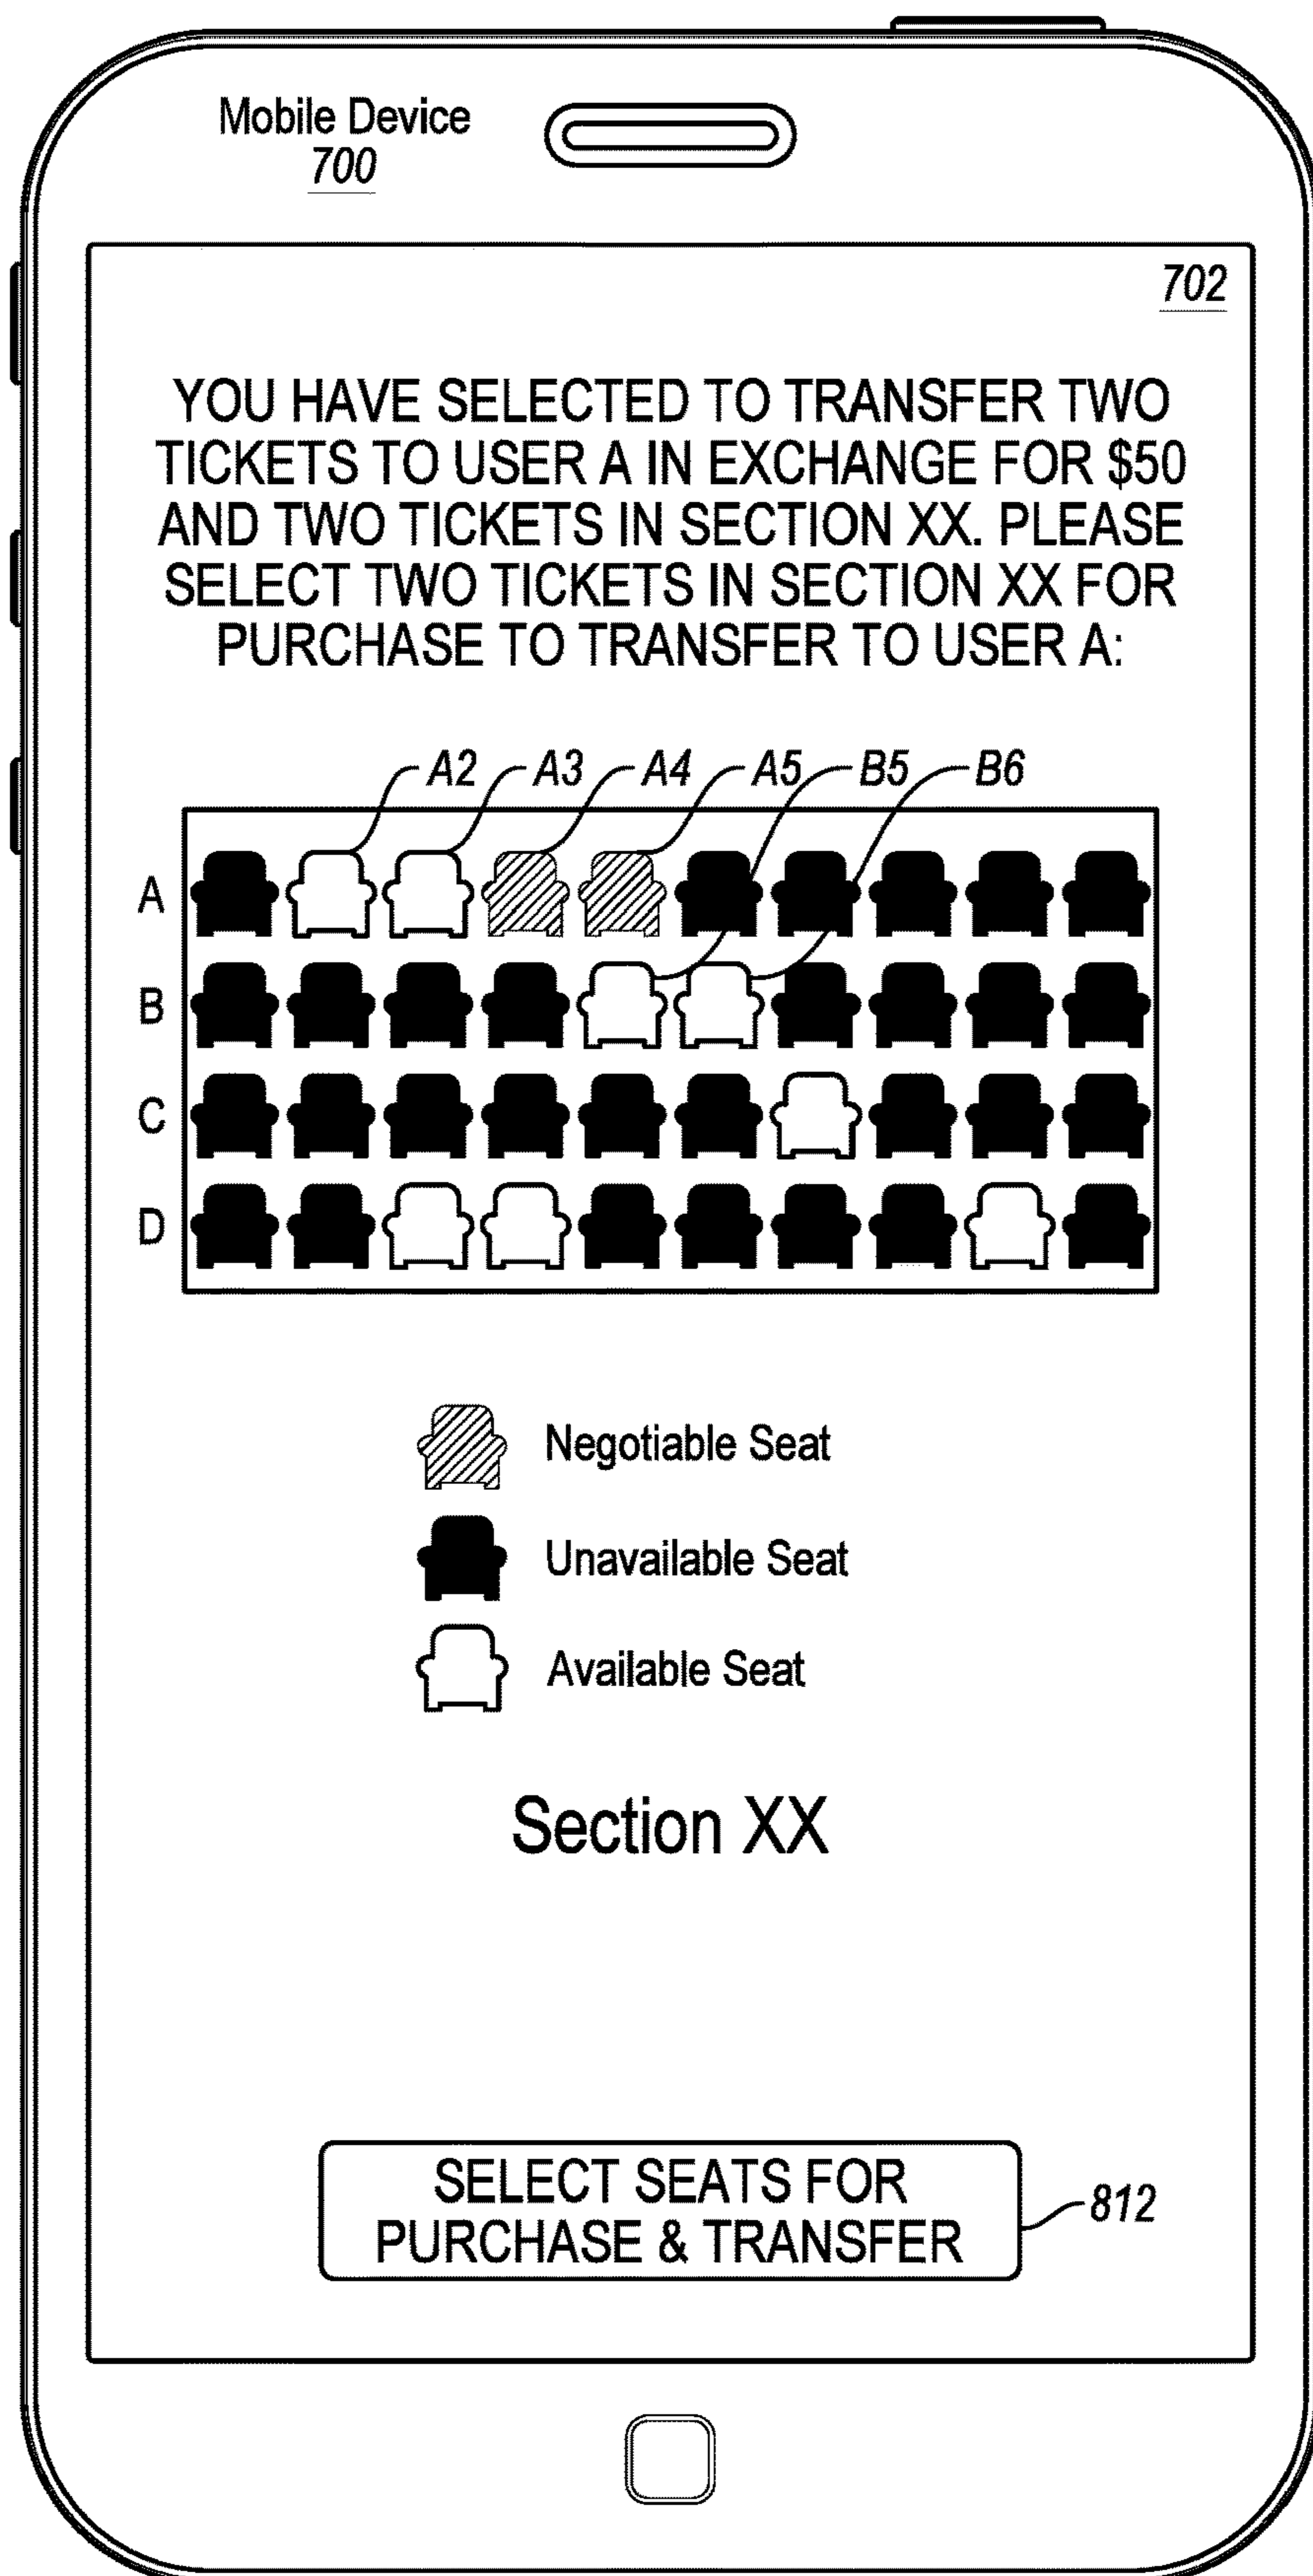 Mobile Device
700
702
YOU HAVE SELECTED TO TRANSFER TWO
TICKETS TO USER A IN EXCHANGE FOR $50
AND TWO TICKETS IN SECTION XX. PLEASE
SELECT TWO TICKETS IN SECTION XX FOR
PURCHASE TO TRANSFER TO USER A:
A2 A3 A4 A5 B5 B6
A
B
C
D
Negotiable Seat
Unavailable Seat
Available Seat
Section XX
SELECT SEATS FOR
PURCHASE & TRANSFER
812